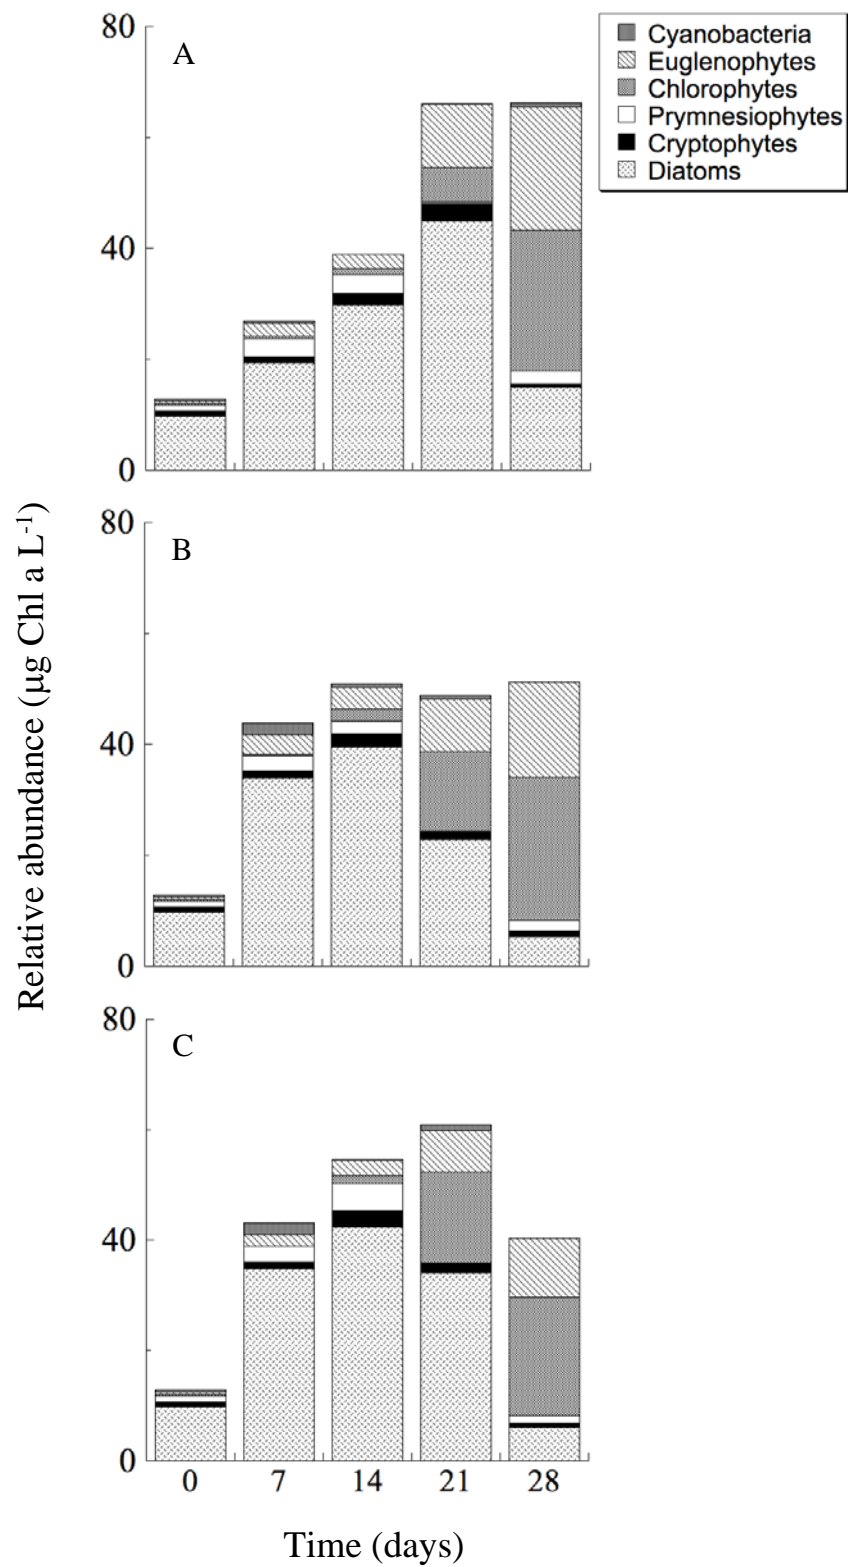 80
A
40
0
Cyanobacteria
Euglenophytes
Chlorophytes
Prymnesiophytes
Cryptophytes
Diatoms
Relative abundance (µg Chl a L⁻¹)
80
B
40
0
80
C
40
0
0 7 14 21 28
Time (days)